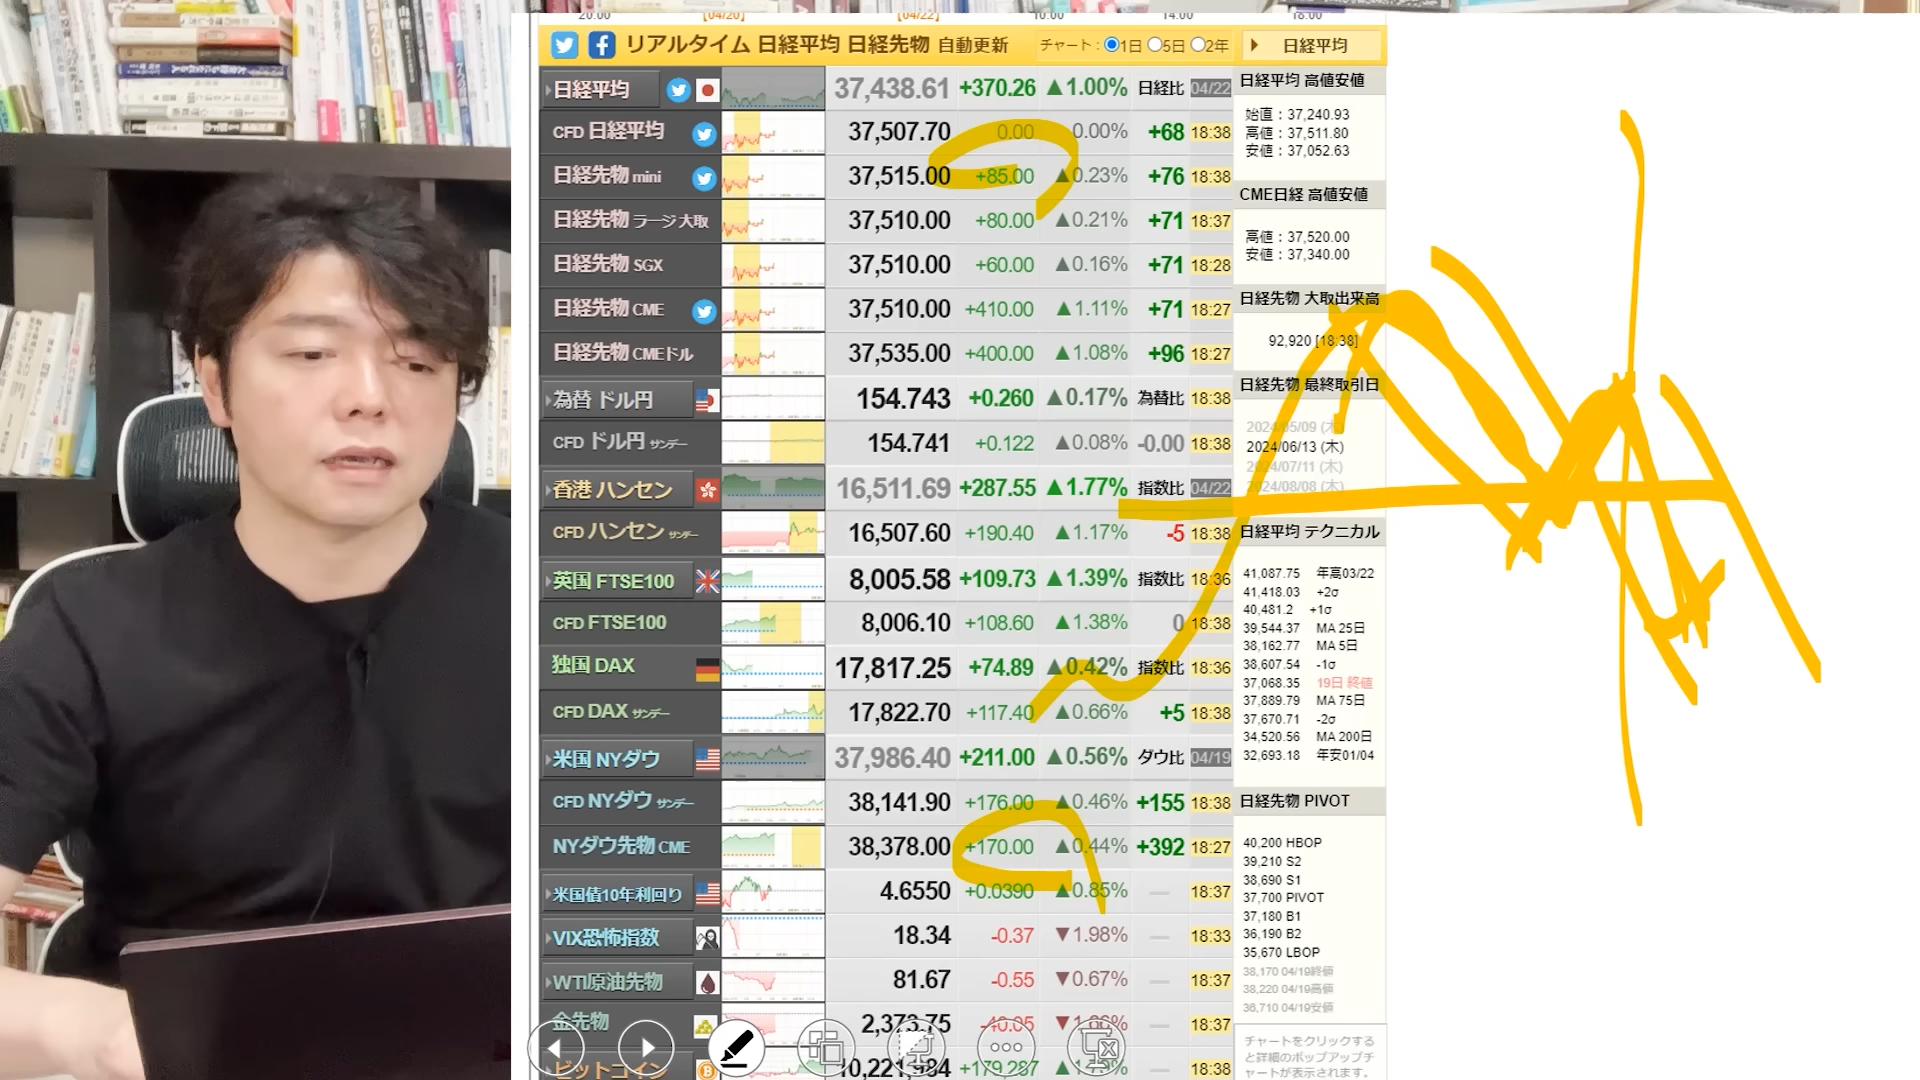 20:00 [04/20] [04/22] 10:00 14:00 18:00
リアルタイム 日経平均 日経先物 自動更新 チャート: 1日 5日 2年 日経平均
日経平均 37,438.61 +370.26 ▲1.00% 日経比 04/22
CFD 日経平均 37,507.70 0.00 0.00% +68 18:38
日経先物 mini 37,515.00 +85.00 ▲0.23% +76 18:38
日経先物 ラージ 大取 37,510.00 +80.00 ▲0.21% +71 18:37
日経先物 SGX 37,510.00 +60.00 ▲0.16% +71 18:28
日経先物 CME 37,510.00 +410.00 ▲1.11% +71 18:27
日経先物 CMEドル 37,535.00 +400.00 ▲1.08% +96 18:27
為替 ドル円 154.743 +0.260 ▲0.17% 為替比 18:38
CFD ドル円 サンデー 154.741 +0.122 ▲0.08% -0.00 18:38
香港 ハンセン 16,511.69 +287.55 ▲1.77% 指数比 04/22
CFD ハンセン サンデー 16,507.60 +190.40 ▲1.17% -5 18:38
英国 FTSE100 8,005.58 +109.73 ▲1.39% 指数比 18:36
CFD FTSE100 8,006.10 +108.60 ▲1.38% 0 18:38
独国 DAX 17,817.25 +74.89 ▲0.42% 指数比 18:36
CFD DAX サンデー 17,822.70 +117.40 ▲0.66% +5 18:38
米国 NYダウ 37,986.40 +211.00 ▲0.56% ダウ比 04/19
CFD NYダウ サンデー 38,141.90 +176.00 ▲0.46% +155 18:38
NYダウ先物 CME 38,378.00 +170.00 ▲0.44% +392 18:27
米国債10年利回り 4.6550 +0.0390 ▲0.85% — 18:37
VIX恐怖指数 18.34 -0.37 ▼1.98% — 18:33
WTI原油先物 81.67 -0.55 ▼0.67% — 18:37
金先物 -40.05 — 18:37
ビットコイン 18:38
日経平均 高値安値
始直:37,240.93
高値:37,511.80
安値:37,052.63
CME日経 高値安値
高値:37,520.00
安値:37,340.00
日経先物 大取出来高
92,920 [18:38]
日経先物 最終取引日
2024/05/09 (木)
2024/06/13 (木)
2024/07/11 (木)
2024/08/08 (木)
日経平均 テクニカル
41,087.75 年高03/22
41,418.03 +2σ
40,481.2 +1σ
39,544.37 MA 25日
38,162.77 MA 5日
38,607.54 -1σ
37,068.35 19日 終値
37,889.79 MA 75日
37,670.71 -2σ
34,520.56 MA 200日
32,693.18 年安01/04
日経先物 PIVOT
40,200 HBOP
39,210 S2
38,690 S1
37,700 PIVOT
37,180 B1
36,190 B2
35,670 LBOP
38,170 04/19終値
38,220 04/19高値
36,710 04/19安値
チャートをクリックする
と詳細のポップアップチ
ャートが表示されます。